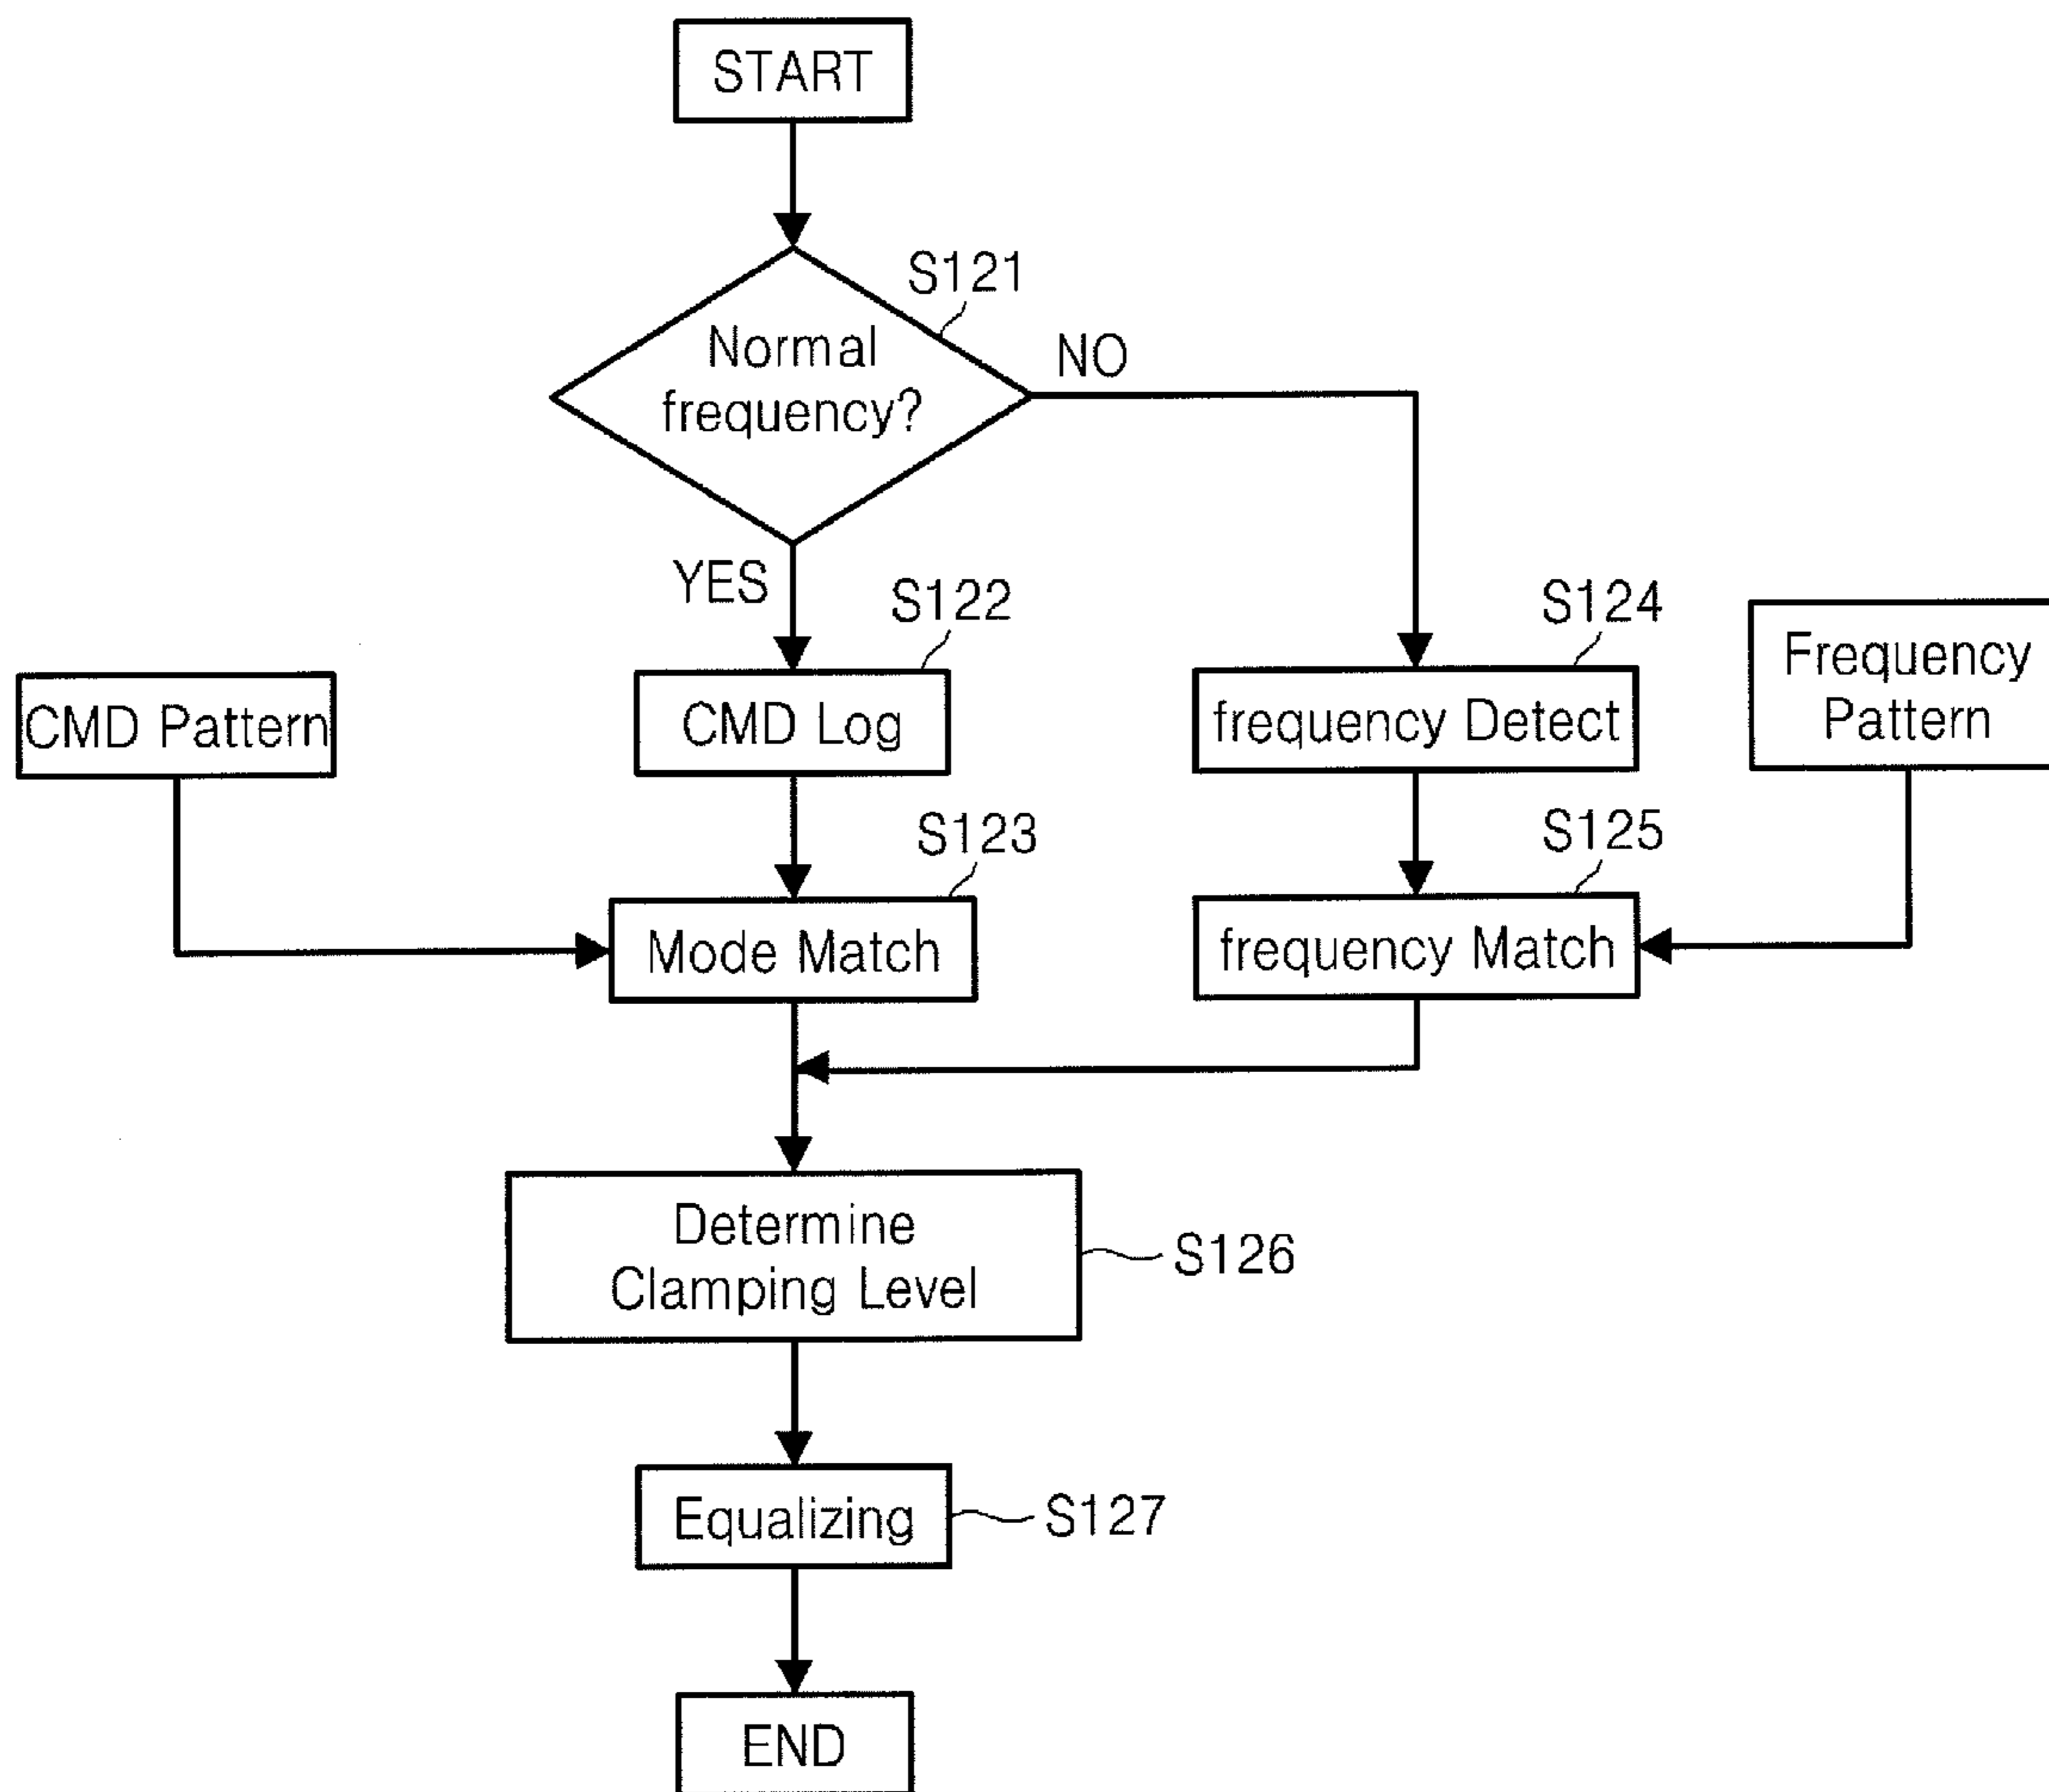 START
S121
Normal
frequency?
NO
YES
S122
S124
Frequency
Pattern
CMD Pattern
CMD Log
frequency Detect
S123
S125
Mode Match
frequency Match
Determine
Clamping Level
S126
Equalizing
S127
END